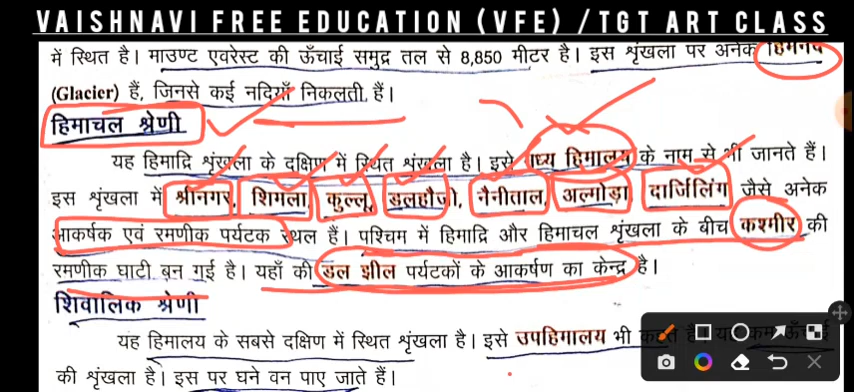 VAISHNAVI FREE EDUCATION (VFE) /TGT ART CLASS
में स्थित है। माउण्ट एवरेस्ट की ऊँचाई समुद्र तल से 8,850 मीटर है। इस शृंखला पर अनेक हिमनद
(Glacier) हैं, जिनसे कई नदियाँ निकलती हैं।
हिमाचल श्रेणी
यह हिमाद्रि शृंखला के दक्षिण में स्थित शृंखला है। इसे मध्य हिमालय के नाम से भी जानते हैं।
इस शृंखला में श्रीनगर, शिमला, कुल्लू, डलहौजी, नैनीताल, अल्मोड़ा, दार्जिलिंग जैसे अनेक
आकर्षक एवं रमणीक पर्यटक स्थल हैं। पश्चिम में हिमाद्रि और हिमाचल शृंखला के बीच कश्मीर की
रमणीक घाटी बन गई है। यहाँ की डल झील पर्यटकों के आकर्षण का केन्द्र है।
शिवालिक श्रेणी
यह हिमालय के सबसे दक्षिण में स्थित शृंखला है। इसे उपहिमालय भी कहते हैं। यह कम ऊँचाई
की शृंखला है। इस पर घने वन पाए जाते हैं।